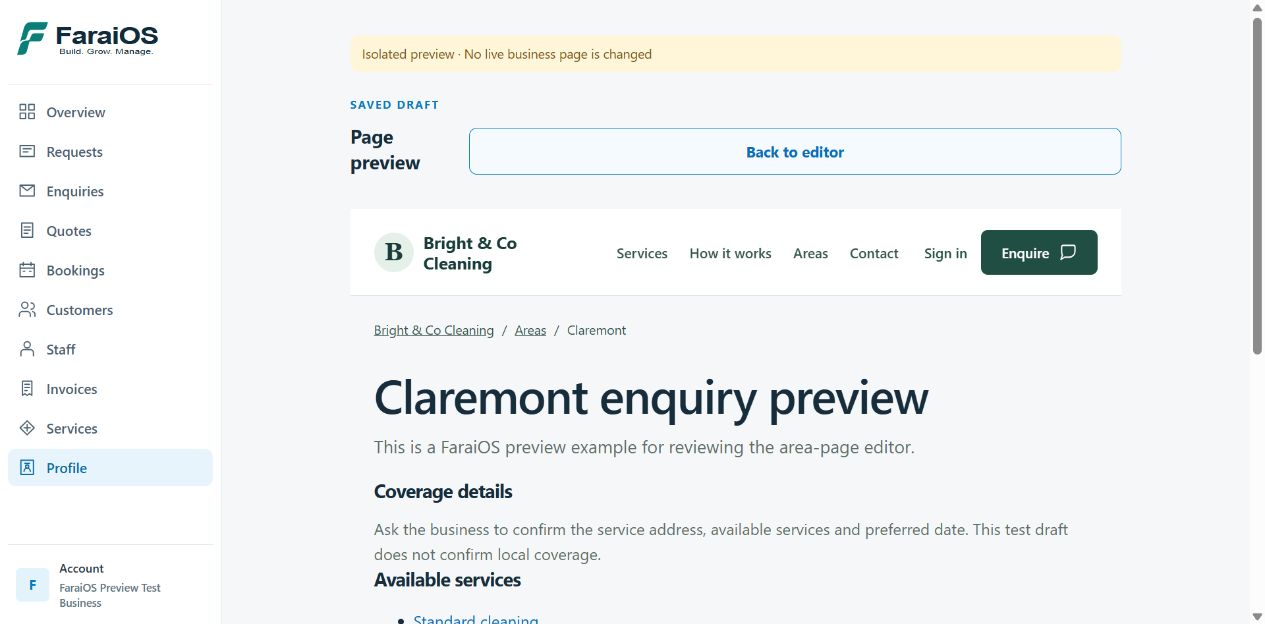 FaraiOS
Build. Grow. Manage.
Overview
Requests
Enquiries
Quotes
Bookings
Customers
Staff
Invoices
Services
Profile
F
Account
FaraiOS Preview Test
Business
Isolated preview · No live business page is changed
SAVED DRAFT
Page
preview
Back to editor
B
Bright & Co
Cleaning
Services
How it works
Areas
Contact
Sign in
Enquire
Bright & Co Cleaning / Areas / Claremont
Claremont enquiry preview
This is a FaraiOS preview example for reviewing the area-page editor.
Coverage details
Ask the business to confirm the service address, available services and preferred date. This test draft
does not confirm local coverage.
Available services
Standard cleaning